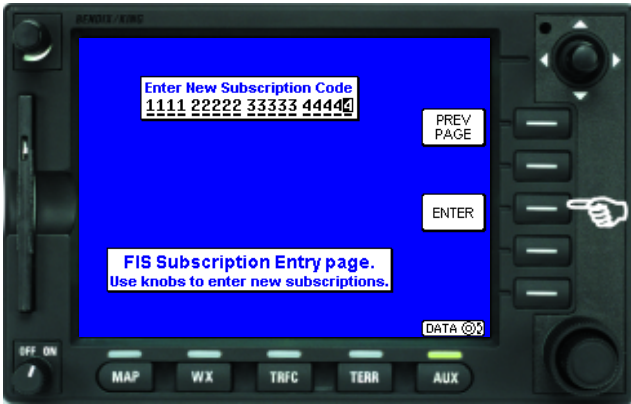 BENDIX/KING
Enter New Subscription Code
1111 22222 33333 44444
PREV
PAGE
ENTER
FIS Subscription Entry page.
Use knobs to enter new subscriptions.
DATA
OFF ON
MAP
WX
TRFC
TERR
AUX